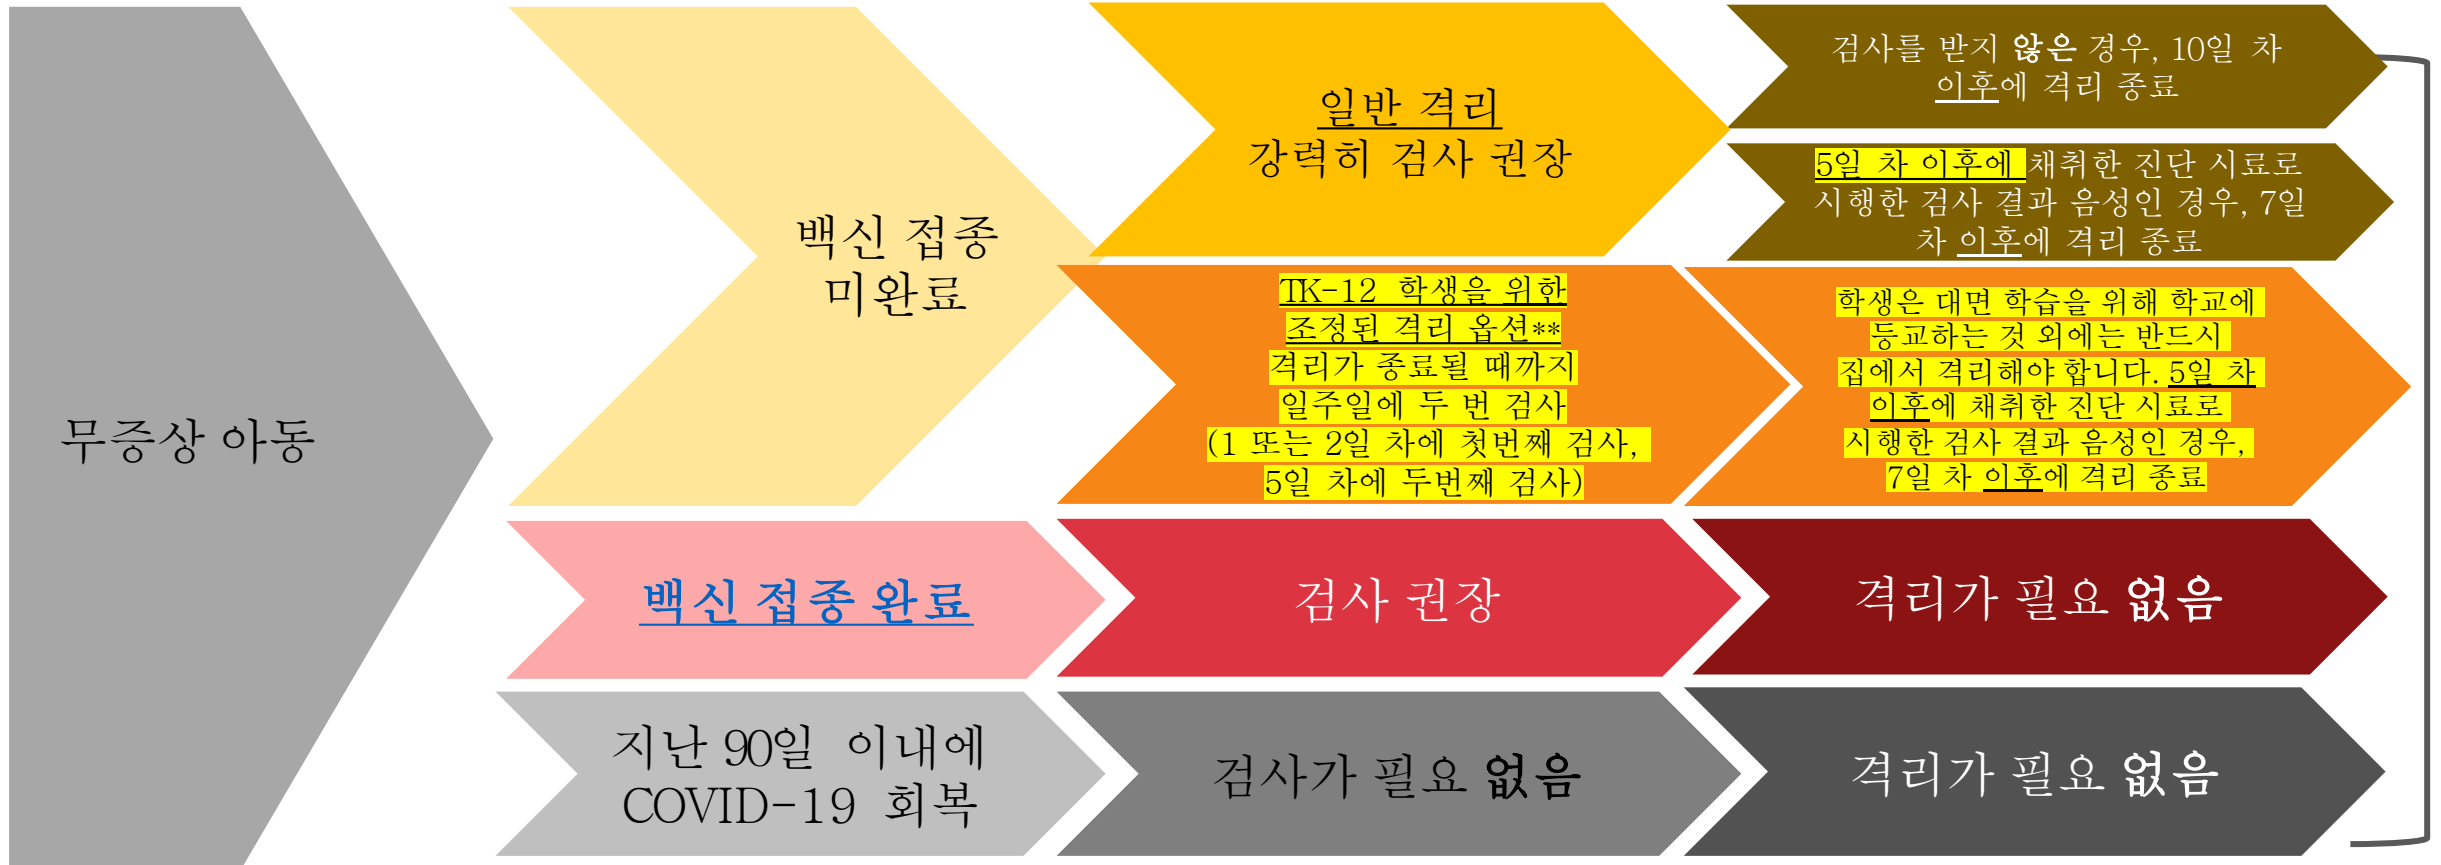 무증상 아동
백신 접종
미완료
일반 격리
강력히 검사 권장
검사를 받지 않은 경우, 10일 차
이후에 격리 종료
5일 차 이후에 채취한 진단 시료로
시행한 검사 결과 음성인 경우, 7일
차 이후에 격리 종료
TK-12 학생을 위한
조정된 격리 옵션**
격리가 종료될 때까지
일주일에 두 번 검사
(1 또는 2일 차에 첫번째 검사,
5일 차에 두번째 검사)
학생은 대면 학습을 위해 학교에
등교하는 것 외에는 반드시
집에서 격리해야 합니다. 5일 차
이후에 채취한 진단 시료로
시행한 검사 결과 음성인 경우,
7일 차 이후에 격리 종료
백신 접종 완료
검사 권장
격리가 필요 없음
지난 90일 이내에
COVID-19 회복
검사가 필요 없음
격리가 필요 없음